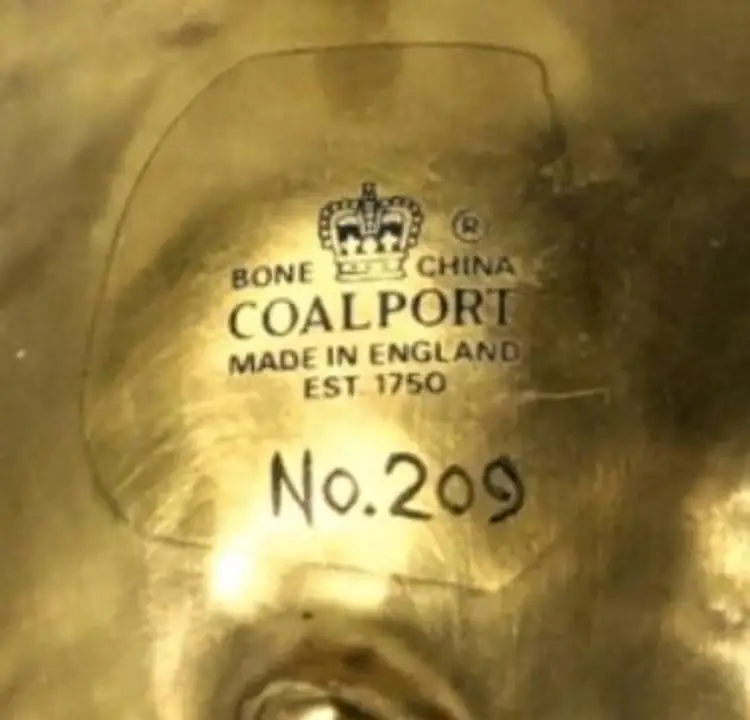 ®
BONE CHINA
COALPORT
MADE IN ENGLAND
EST. 1750
No.209